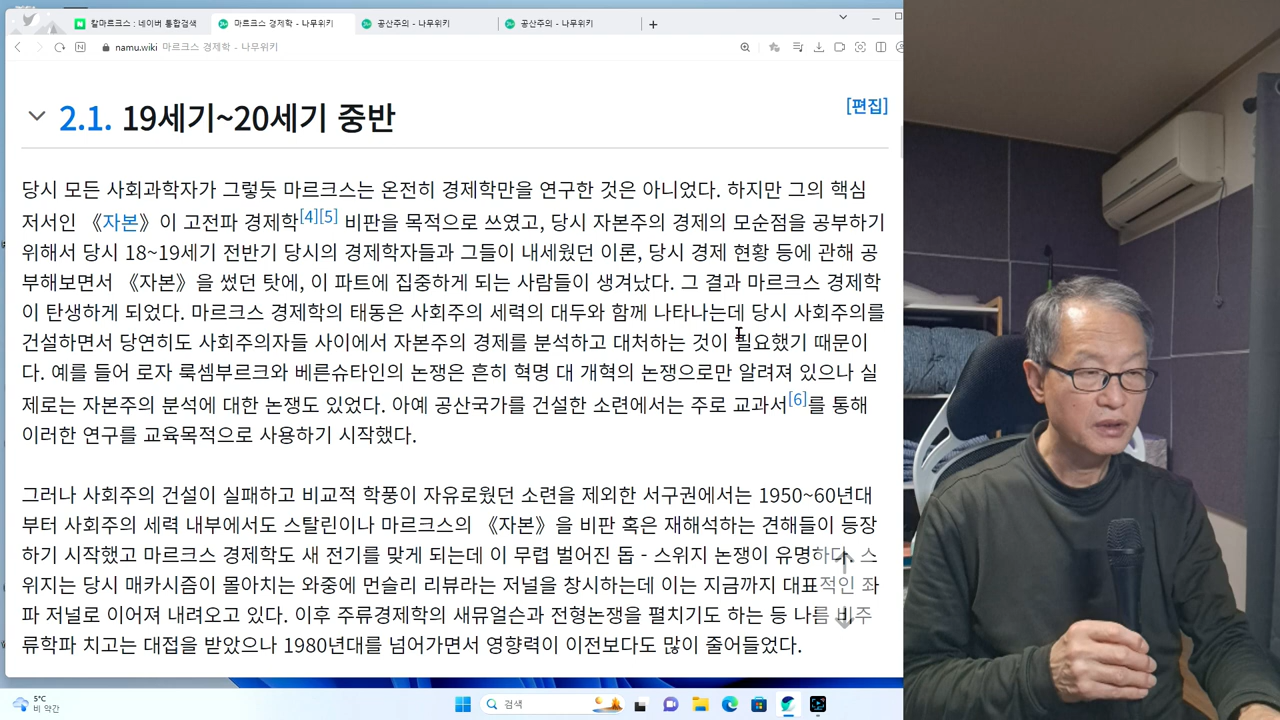 칼마르크스 : 네이버 통합검색
마르크스 경제학 - 나무위키
공산주의 - 나무위키
공산주의 - 나무위키
namu.wiki 마르크스 경제학 - 나무위키
2.1. 19세기~20세기 중반
[편집]
당시 모든 사회과학자가 그렇듯 마르크스는 온전히 경제학만을 연구한 것은 아니었다. 하지만 그의 핵심
저서인 《자본》이 고전파 경제학[4][5] 비판을 목적으로 쓰였고, 당시 자본주의 경제의 모순점을 공부하기
위해서 당시 18~19세기 전반기 당시의 경제학자들과 그들이 내세웠던 이론, 당시 경제 현황 등에 관해 공
부해보면서 《자본》을 썼던 탓에, 이 파트에 집중하게 되는 사람들이 생겨났다. 그 결과 마르크스 경제학
이 탄생하게 되었다. 마르크스 경제학의 태동은 사회주의 세력의 대두와 함께 나타나는데 당시 사회주의를
건설하면서 당연히도 사회주의자들 사이에서 자본주의 경제를 분석하고 대처하는 것이 필요했기 때문이
다. 예를 들어 로자 룩셈부르크와 베른슈타인의 논쟁은 흔히 혁명 대 개혁의 논쟁으로만 알려져 있으나 실
제로는 자본주의 분석에 대한 논쟁도 있었다. 아예 공산국가를 건설한 소련에서는 주로 교과서[6]를 통해
이러한 연구를 교육목적으로 사용하기 시작했다.
그러나 사회주의 건설이 실패하고 비교적 학풍이 자유로웠던 소련을 제외한 서구권에서는 1950~60년대
부터 사회주의 세력 내부에서도 스탈린이나 마르크스의 《자본》을 비판 혹은 재해석하는 견해들이 등장
하기 시작했고 마르크스 경제학도 새 전기를 맞게 되는데 이 무렵 벌어진 돕 - 스위지 논쟁이 유명하다. 스
위지는 당시 매카시즘이 몰아치는 와중에 먼슬리 리뷰라는 저널을 창시하는데 이는 지금까지 대표적인 좌
파 저널로 이어져 내려오고 있다. 이후 주류경제학의 새뮤얼슨과 전형논쟁을 펼치기도 하는 등 나름 비주
류학파 치고는 대접을 받았으나 1980년대를 넘어가면서 영향력이 이전보다도 많이 줄어들었다.
5°C
비 약간
검색